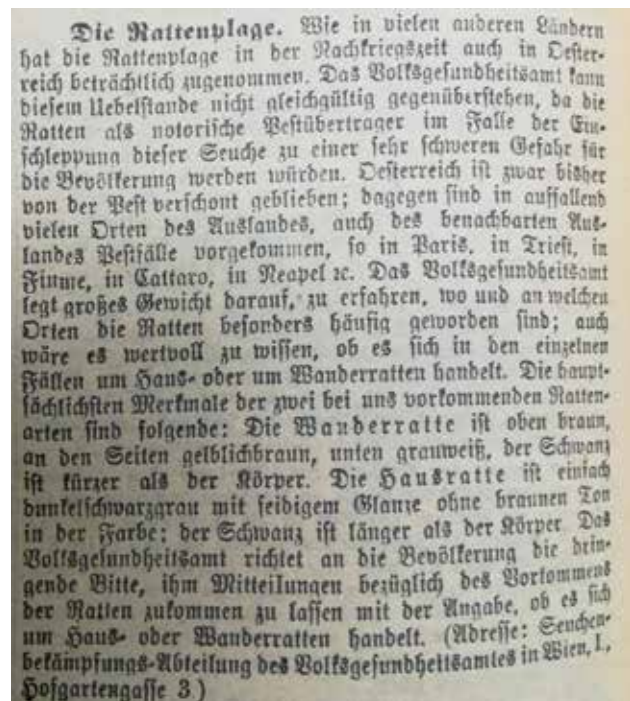 Die Rattenplage. Wie in vielen anderen Ländern
hat die Rattenplage in der Nachkriegszeit auch in Oester-
reich beträchtlich zugenommen. Das Volksgesundheitsamt kann
diesem Uebelstande nicht gleichgültig gegenüberstehen, da die
Ratten als notorische Pestübertrager im Falle der Ein-
schleppung dieser Seuche zu einer sehr schweren Gefahr für
die Bevölkerung werden würden. Oesterreich ist zwar bisher
von der Pest verschont geblieben; dagegen sind in auffallend
vielen Orten des Auslandes, auch des benachbarten Aus-
landes Pestfälle vorgekommen, so in Paris, in Triest, in
Fiume, in Cattaro, in Neapel ꝛc. Das Volksgesundheitsamt
legt großes Gewicht darauf, zu erfahren, wo und an welchen
Orten die Ratten besonders häufig geworden sind; auch
wäre es wertvoll zu wissen, ob es sich in den einzelnen
Fällen um Haus- oder um Wanderratten handelt. Die haupt-
sächlichsten Merkmale der zwei bei uns vorkommenden Ratten-
arten sind folgende: Die Wanderratte ist oben braun,
an den Seiten gelblichbraun, unten grauweiß, der Schwanz
ist kürzer als der Körper. Die Hausratte ist einfach
dunkelschwarzgrau mit seidigem Glanze ohne braunen Ton
in der Farbe; der Schwanz ist länger als der Körper. Das
Volksgesundheitsamt richtet an die Bevölkerung die drin-
gende Bitte, ihm Mitteilungen bezüglich des Vorkommens
der Ratten zukommen zu lassen mit der Angabe, ob es sich
um Haus- oder Wanderratten handelt. (Adresse: Seuchen-
bekämpfungs-Abteilung des Volksgesundheitsamtes in Wien, I.,
Hofgartengasse 3)